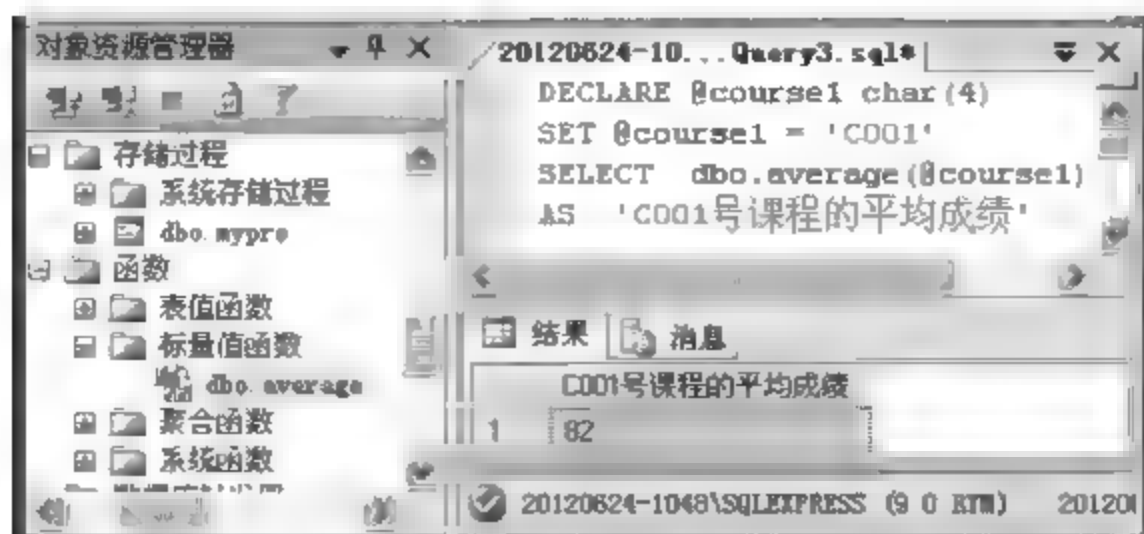 对象资源管理器
存储过程
系统存储过程
dbo.mypro
函数
表值函数
标量值函数
dbo.average
聚合函数
系统函数
20120624-10...Query3.sql*
DECLARE @course1 char(4)
SET @course1 = 'C001'
SELECT dbo.average(@course1)
AS 'C001号课程的平均成绩'
结果 消息
C001号课程的平均成绩
1 82
20120624-1048\SQLEXPRESS (9.0 RTM)